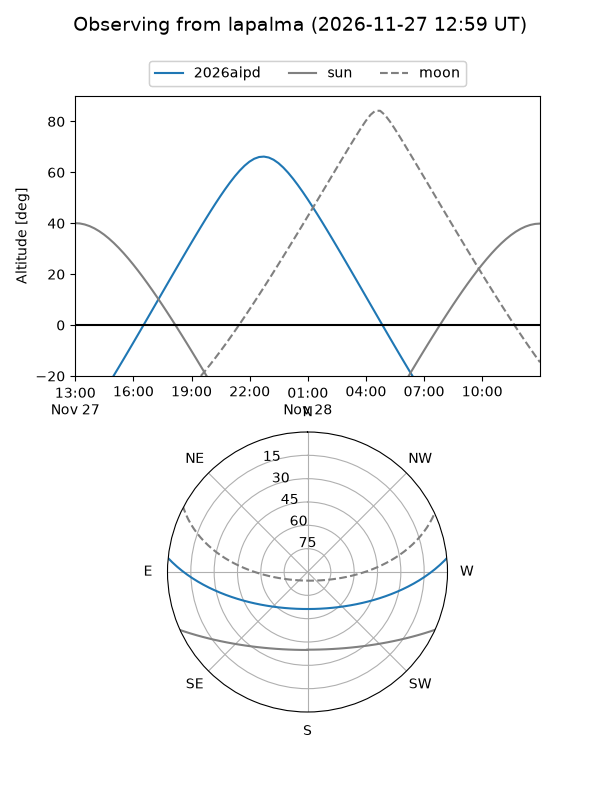 Observing from lapalma (2026-11-27 12:59 UT)
2026aipd sun moon
Altitude [deg]
80
60
40
20
0
−20
13:00 16:00 19:00 22:00 01:00 04:00 07:00 10:00
Nov 27 Nov 28
N
NE NW
15
30
45
60
75
E W
SE SW
S